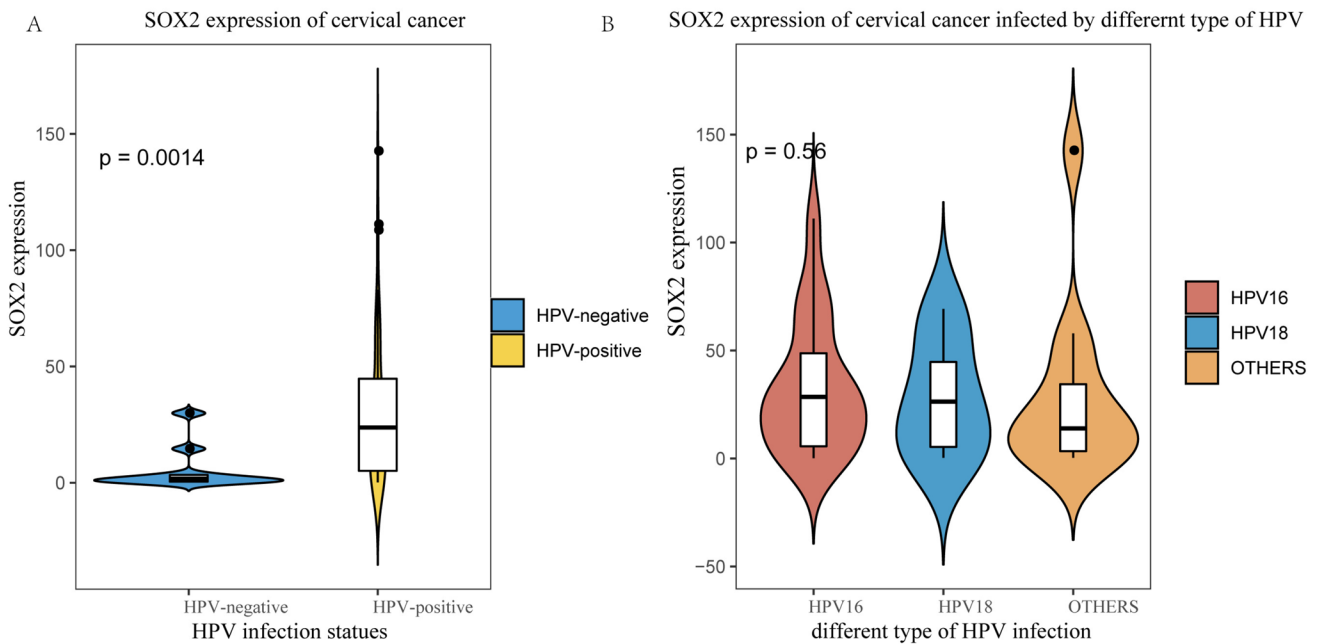 A
SOX2 expression of cervical cancer
SOX2 expression
150
100
50
0
p = 0.0014
HPV-negative
HPV-positive
HPV infection statues
HPV-negative
HPV-positive
B
SOX2 expression of cervical cancer infected by differernt type of HPV
SOX2 expression
150
100
50
0
−50
p = 0.56
HPV16
HPV18
OTHERS
different type of HPV infection
HPV16
HPV18
OTHERS